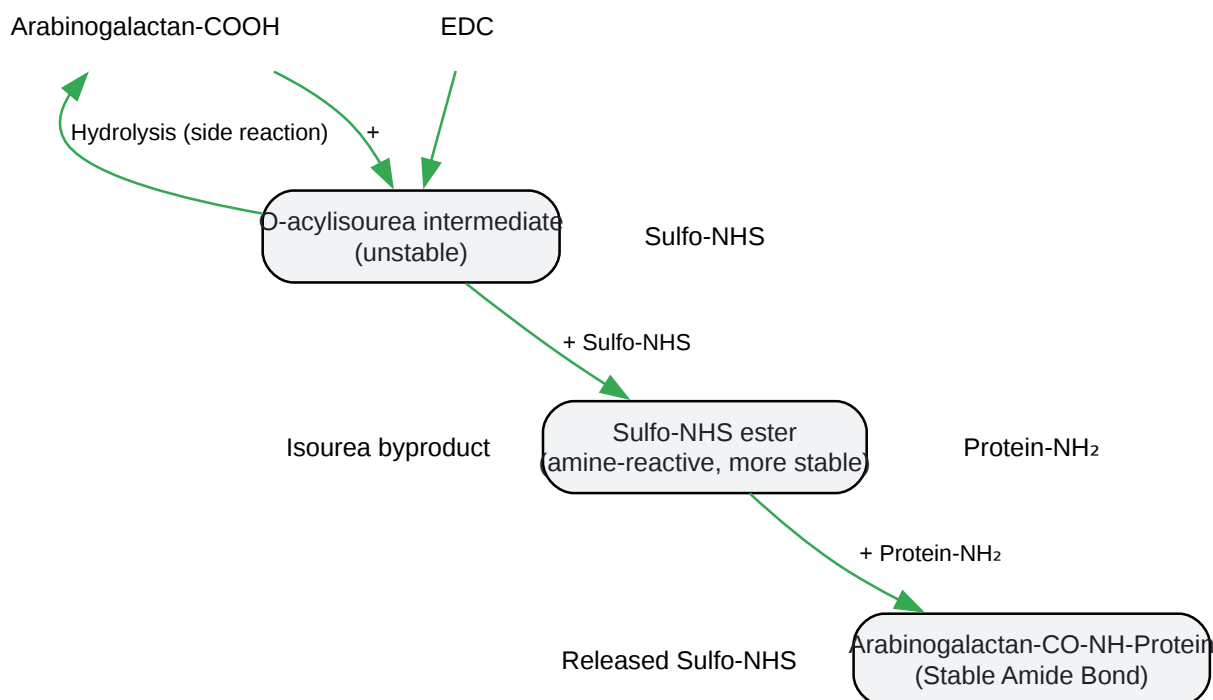 Arabinogalactan-COOH
EDC
Hydrolysis (side reaction)
+
O-acylisourea intermediate
(unstable)
Sulfo-NHS
+ Sulfo-NHS
Isourea byproduct
Sulfo-NHS ester
(amine-reactive, more stable)
Protein-NH₂
+ Protein-NH₂
Released Sulfo-NHS
Arabinogalactan-CO-NH-Protein
(Stable Amide Bond)